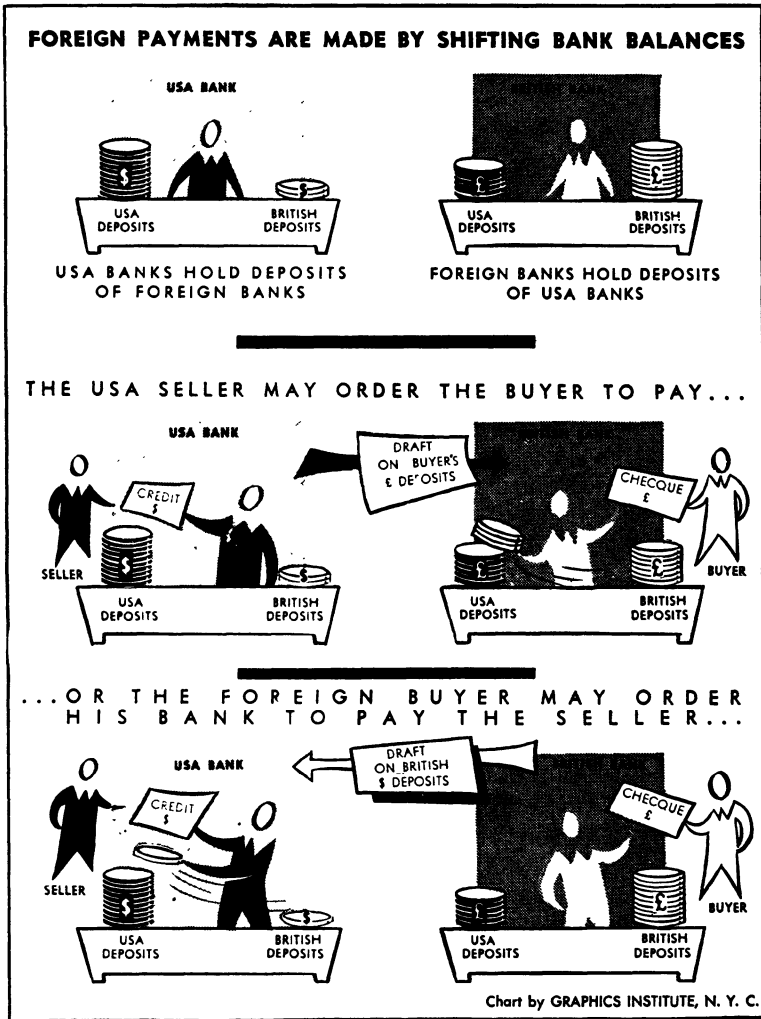 FOREIGN PAYMENTS ARE MADE BY SHIFTING BANK BALANCES
USA BANK
BRITISH BANK
$
$
£
£
USA
DEPOSITS
BRITISH
DEPOSITS
USA
DEPOSITS
BRITISH
DEPOSITS
USA BANKS HOLD DEPOSITS
OF FOREIGN BANKS
FOREIGN BANKS HOLD DEPOSITS
OF USA BANKS
THE USA SELLER MAY ORDER THE BUYER TO PAY...
USA BANK
DRAFT
ON BUYER'S
£ DEPOSITS
CREDIT
$
CHECQUE
£
SELLER
$
$
£
£
BUYER
USA
DEPOSITS
BRITISH
DEPOSITS
USA
DEPOSITS
BRITISH
DEPOSITS
...OR THE FOREIGN BUYER MAY ORDER
HIS BANK TO PAY THE SELLER...
USA BANK
DRAFT
ON BRITISH
$ DEPOSITS
CREDIT
$
CHECQUE
£
SELLER
$
$
£
£
BUYER
USA
DEPOSITS
BRITISH
DEPOSITS
USA
DEPOSITS
BRITISH
DEPOSITS
Chart by GRAPHICS INSTITUTE, N. Y. C.